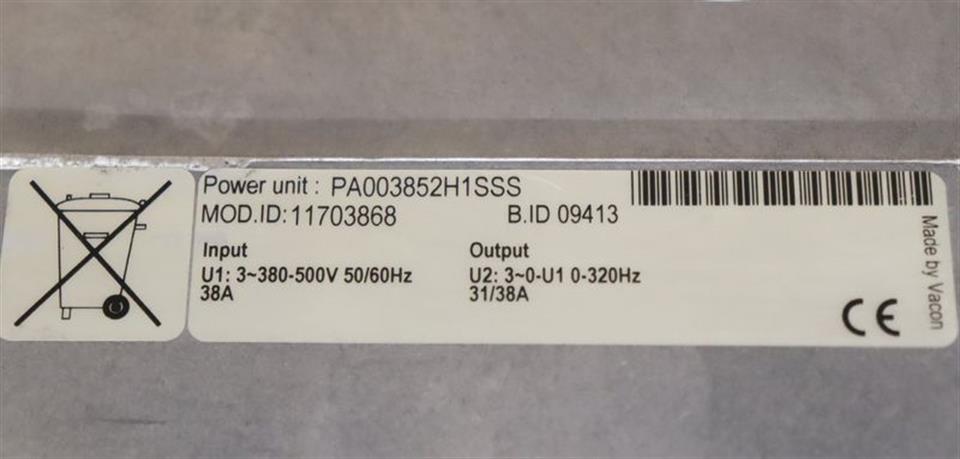 Power unit : PA003852H1SSS
MOD.ID:11703868 B.ID 09413
Input Output
U1: 3~380-500V 50/60Hz U2: 3~0-U1 0-320Hz
38A 31/38A
CE
Made by Vacon